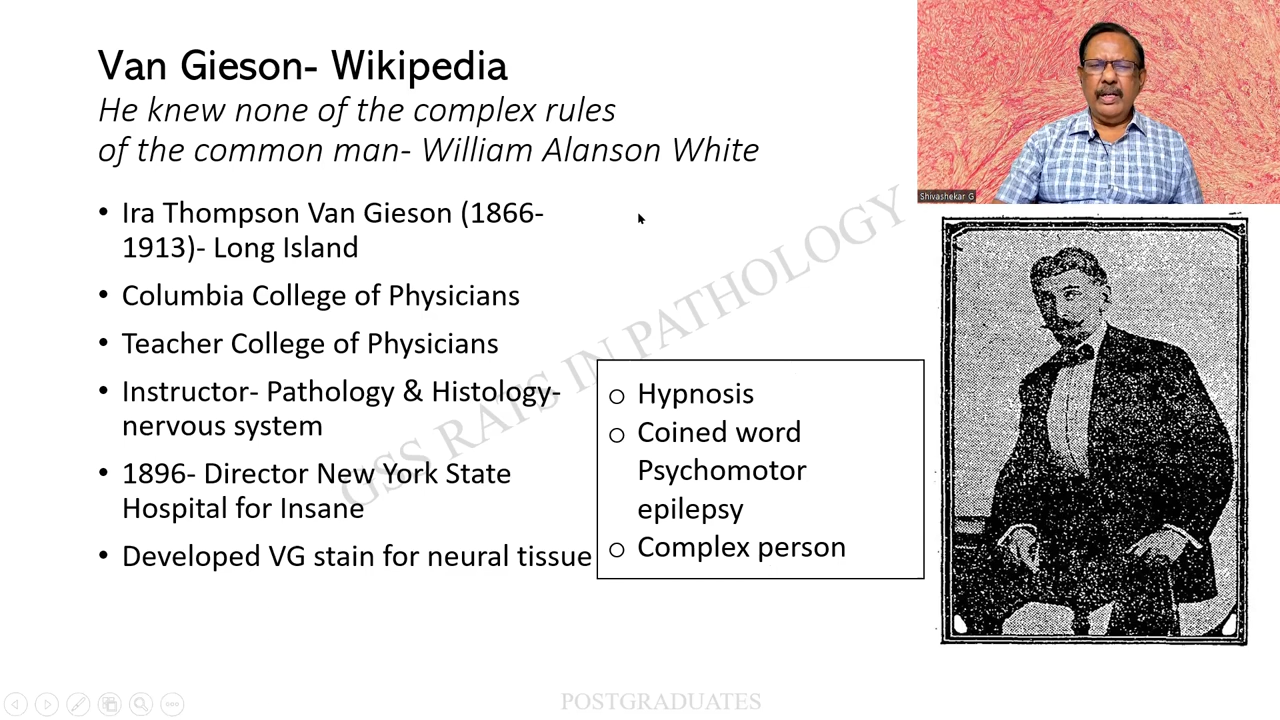 Van Gieson- Wikipedia
He knew none of the complex rules
of the common man- William Alanson White
• Ira Thompson Van Gieson (1866-
1913)- Long Island
• Columbia College of Physicians
• Teacher College of Physicians
• Instructor- Pathology & Histology-
nervous system
• 1896- Director New York State
Hospital for Insane
• Developed VG stain for neural tissue
o Hypnosis
o Coined word
Psychomotor
epilepsy
o Complex person
Shivashekar G
GSS RAFS IN PATHOLOGY
POSTGRADUATES